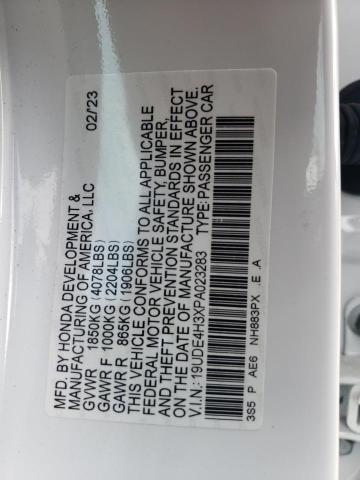 MFD. BY HONDA DEVELOPMENT & 02/23
MANUFACTURING OF AMERICA, LLC
GVWR 1850KG (4078LBS)
GAWR F 1000KG (2204LBS)
GAWR R 865KG (1906LBS)
THIS VEHICLE CONFORMS TO ALL APPLICABLE
FEDERAL MOTOR VEHICLE SAFETY, BUMPER,
AND THEFT PREVENTION STANDARDS IN EFFECT
ON THE DATE OF MANUFACTURE SHOWN ABOVE.
V.I.N.: 19UDE4H3XPA023283 TYPE: PASSENGER CAR
3S5 P AE6 NH883PX .E .A